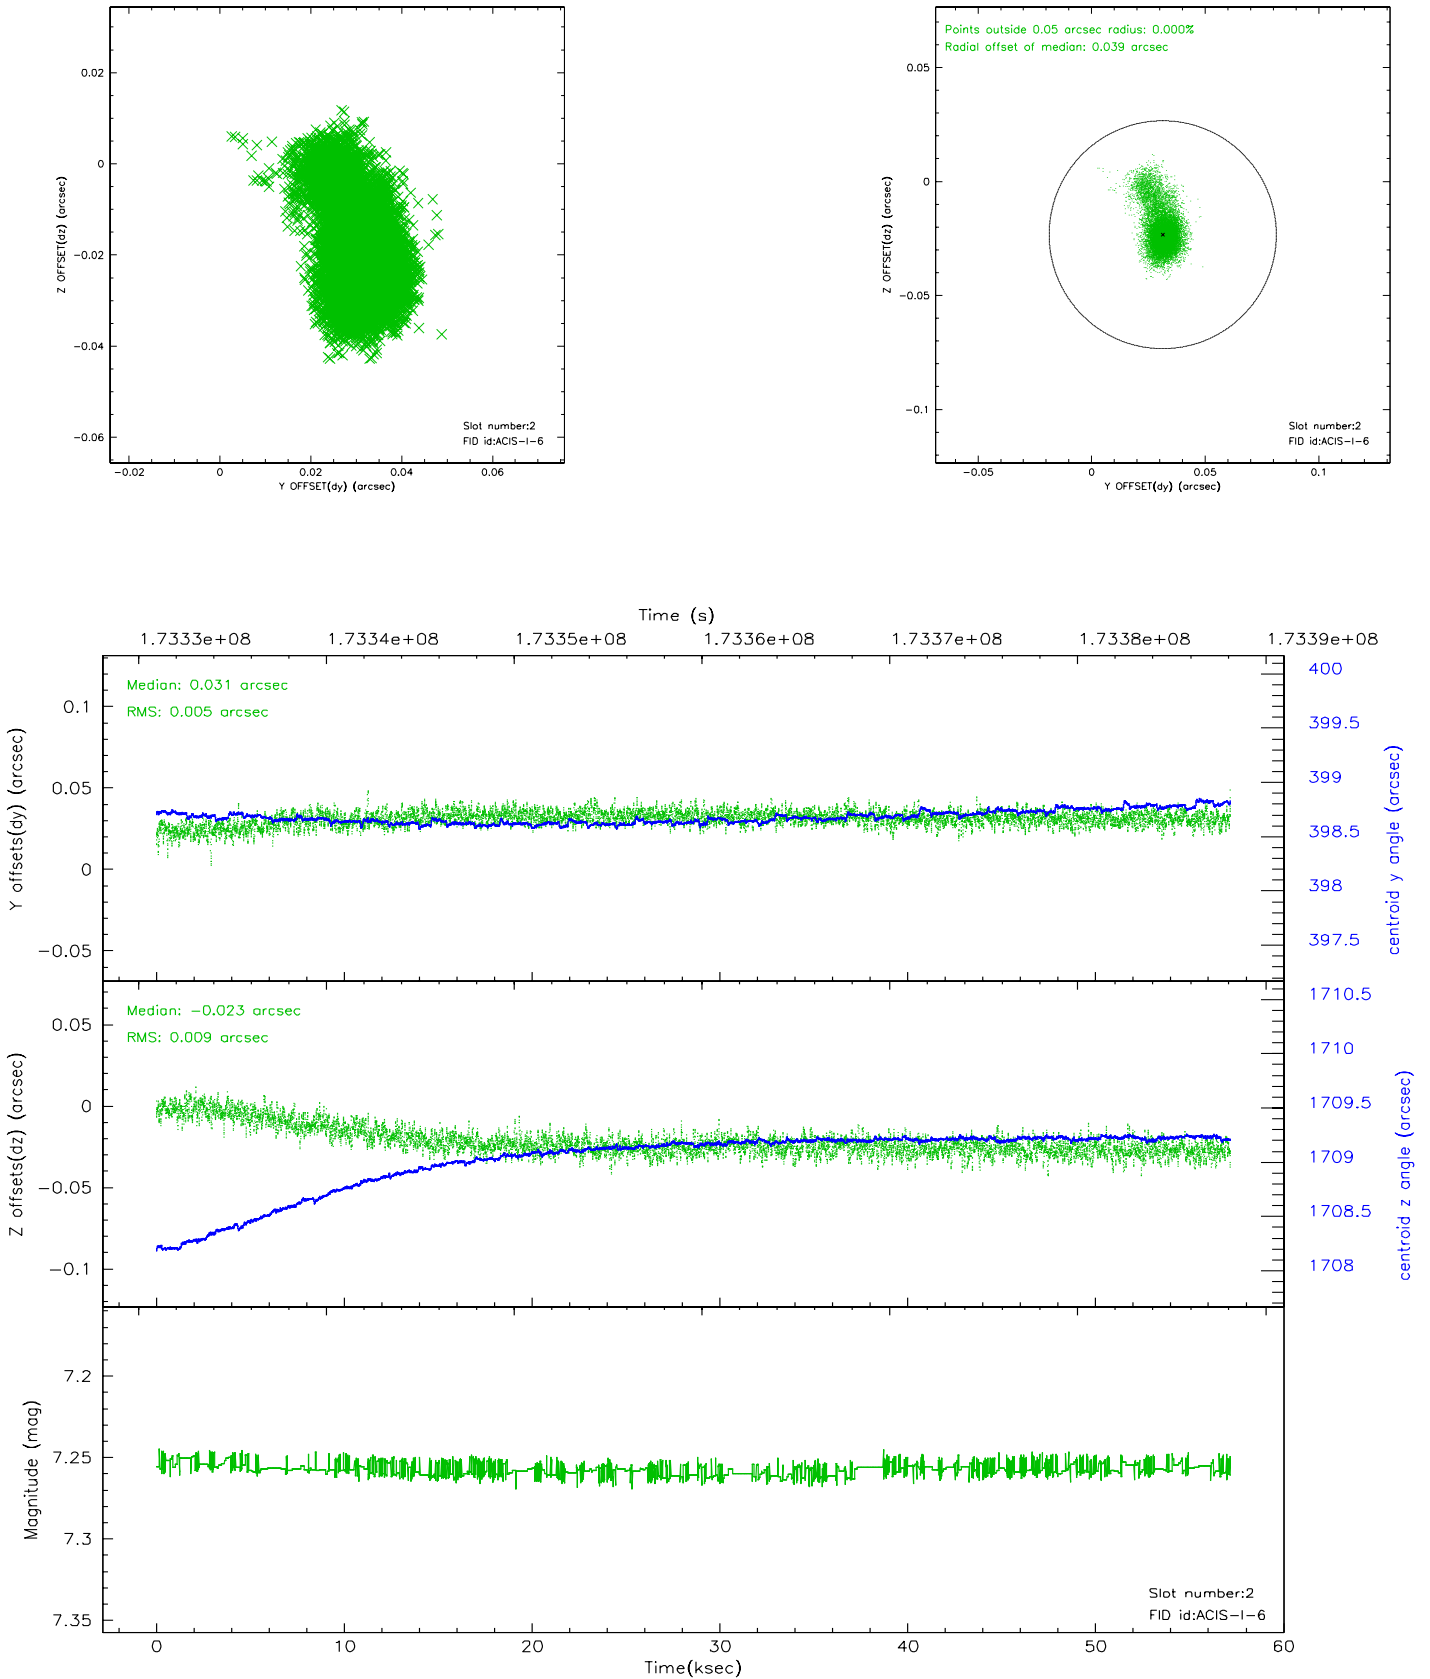 Z OFFSET(dz) (arcsec)
0.02
0
-0.02
-0.04
-0.06
-0.02
0
0.02
0.04
0.06
Y OFFSET(dy) (arcsec)
Slot number:2
FID id:ACIS-I-6
Points outside 0.05 arcsec radius: 0.000%
Radial offset of median: 0.039 arcsec
Z OFFSET(dz) (arcsec)
0.05
0
-0.05
-0.1
-0.05
0
0.05
0.1
Y OFFSET(dy) (arcsec)
Slot number:2
FID id:ACIS-I-6
Time (s)
1.7333e+08
1.7334e+08
1.7335e+08
1.7336e+08
1.7337e+08
1.7338e+08
1.7339e+08
Median: 0.031 arcsec
RMS: 0.005 arcsec
Y offsets(dy) (arcsec)
0.1
0.05
0
-0.05
400
399.5
399
398.5
398
397.5
centroid y angle (arcsec)
Median: -0.023 arcsec
RMS: 0.009 arcsec
Z offsets(dz) (arcsec)
0.05
0
-0.05
-0.1
1710.5
1710
1709.5
1709
1708.5
1708
centroid z angle (arcsec)
Magnitude (mag)
7.2
7.25
7.3
7.35
Slot number:2
FID id:ACIS-I-6
0
10
20
30
40
50
60
Time(ksec)